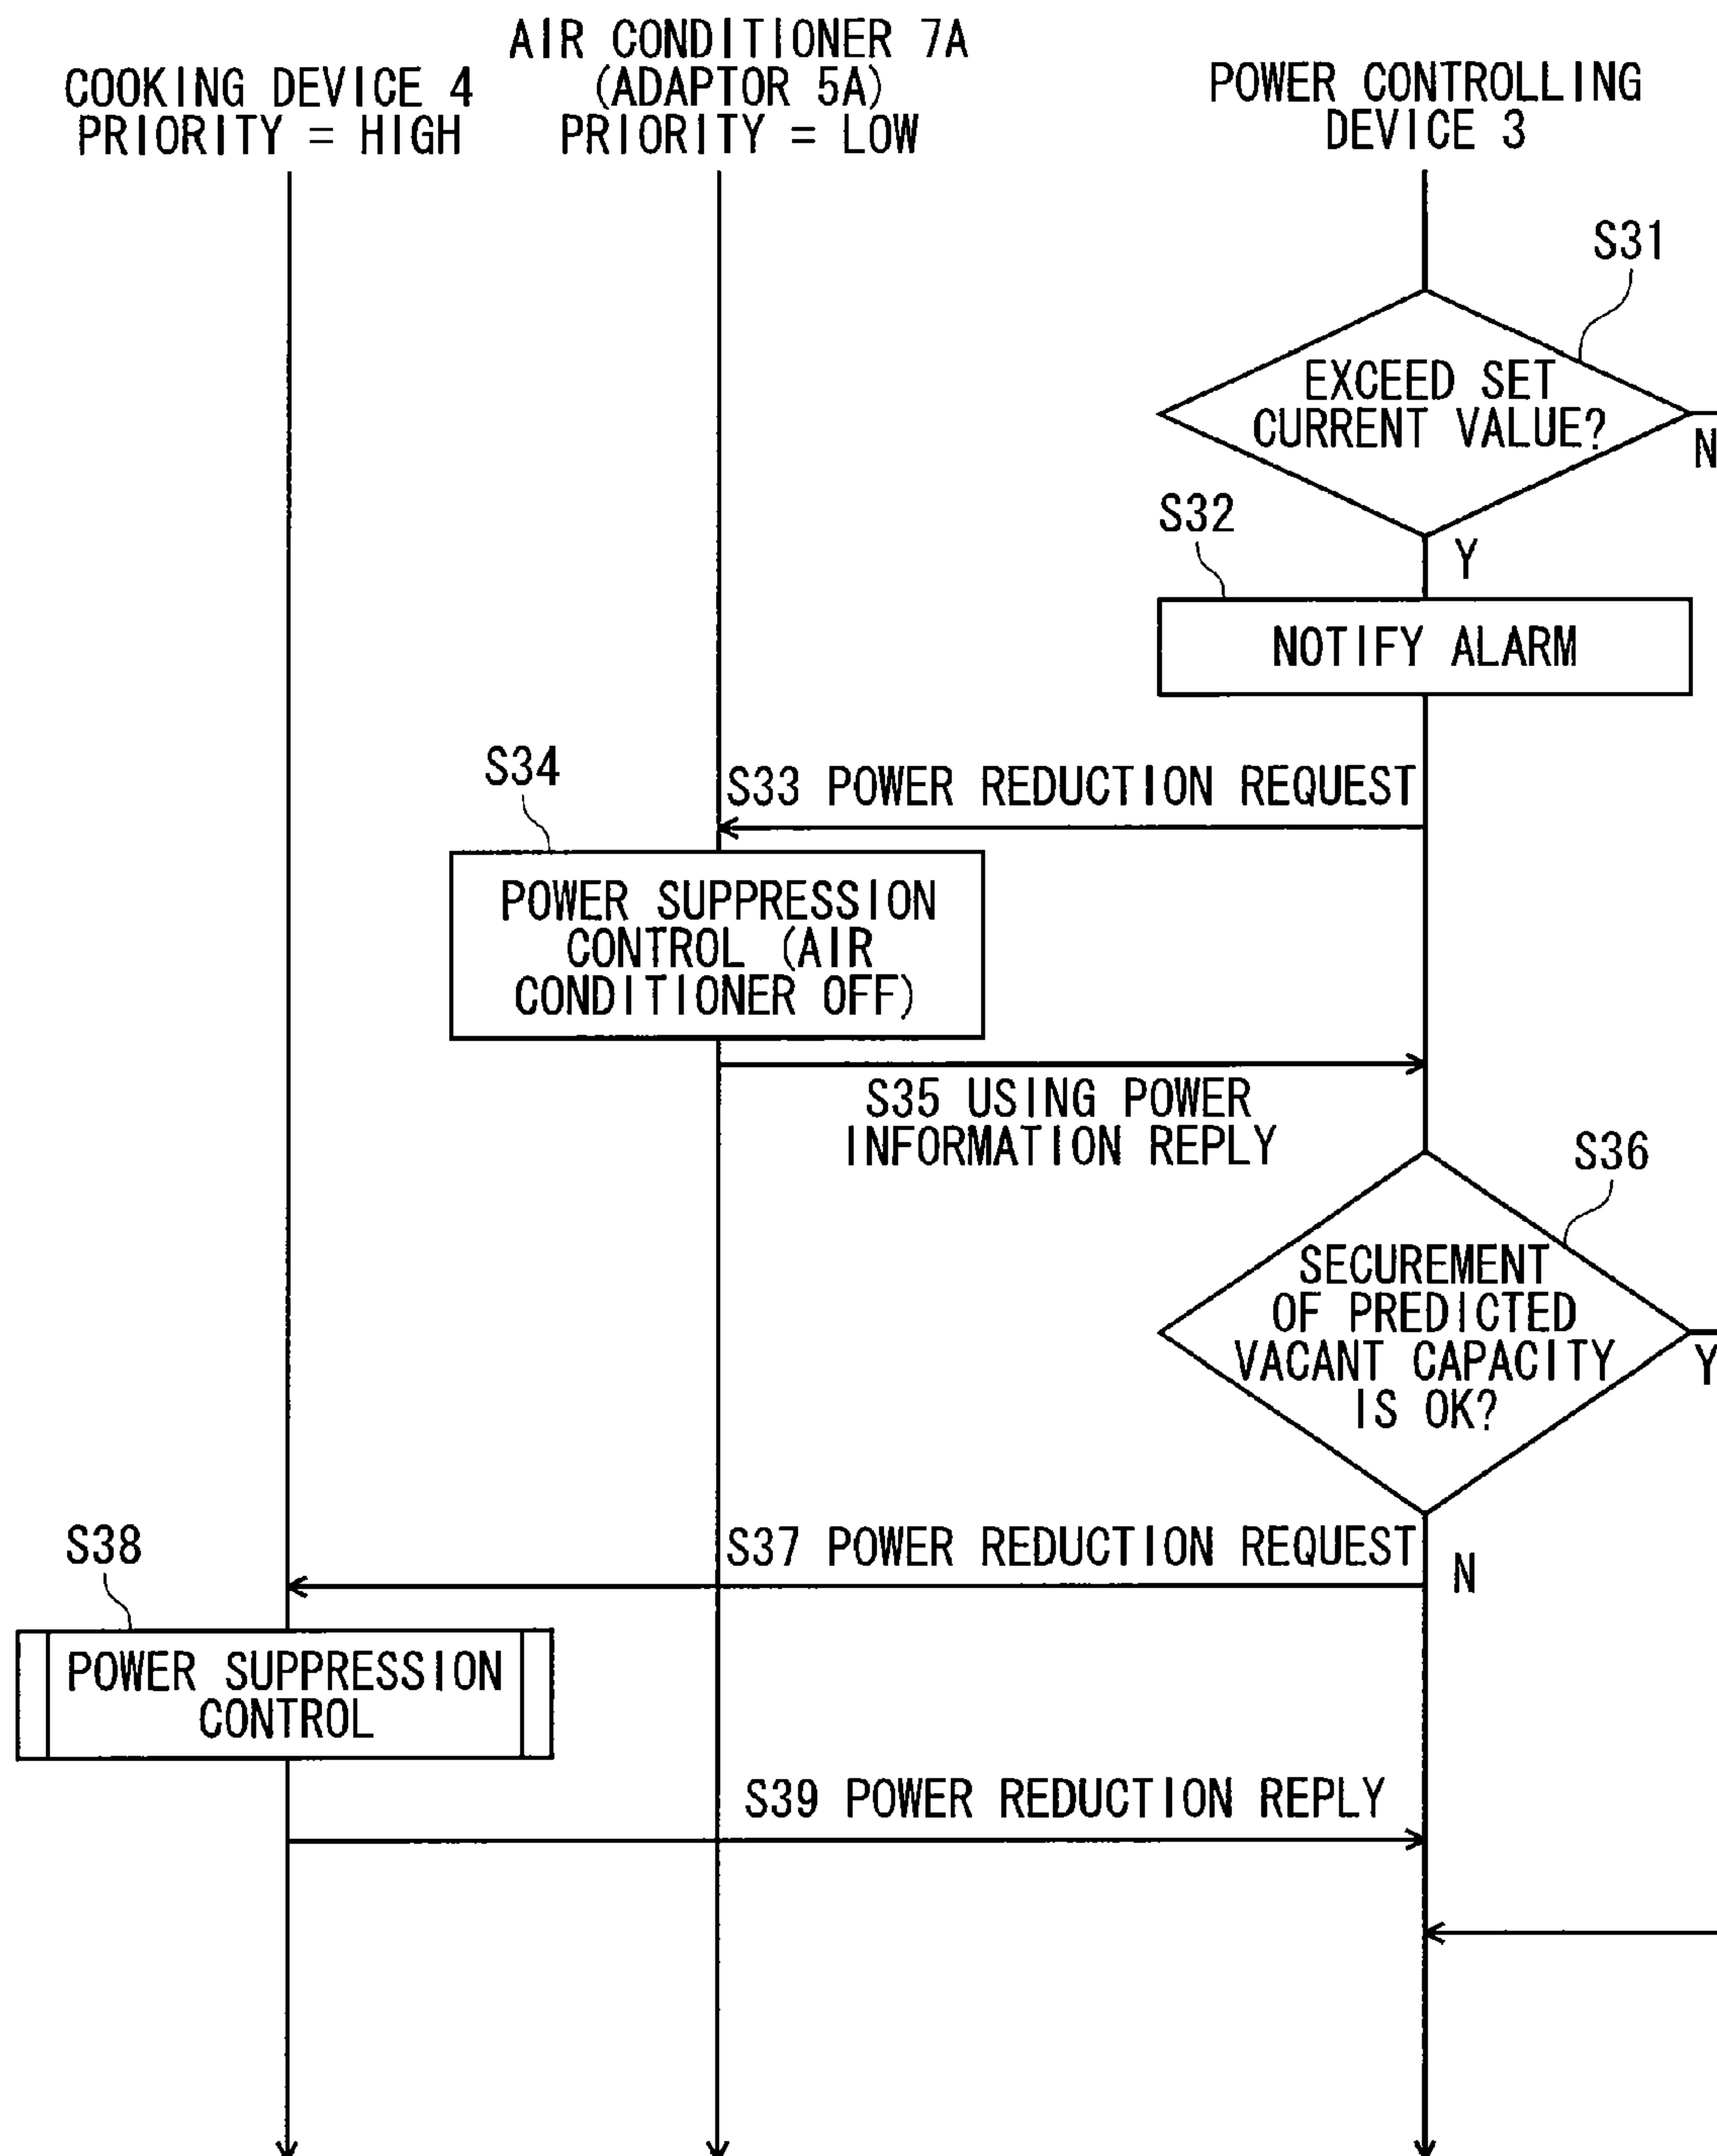 COOKING DEVICE 4
PRIORITY = HIGH
AIR CONDITIONER 7A
(ADAPTOR 5A)
PRIORITY = LOW
POWER CONTROLLING
DEVICE 3
S31
EXCEED SET
CURRENT VALUE?
N
S32
Y
NOTIFY ALARM
S34
S33 POWER REDUCTION REQUEST
POWER SUPPRESSION
CONTROL (AIR
CONDITIONER OFF)
S35 USING POWER
INFORMATION REPLY
S36
SECUREMENT
OF PREDICTED
VACANT CAPACITY
IS OK?
Y
S38
S37 POWER REDUCTION REQUEST
N
POWER SUPPRESSION
CONTROL
S39 POWER REDUCTION REPLY